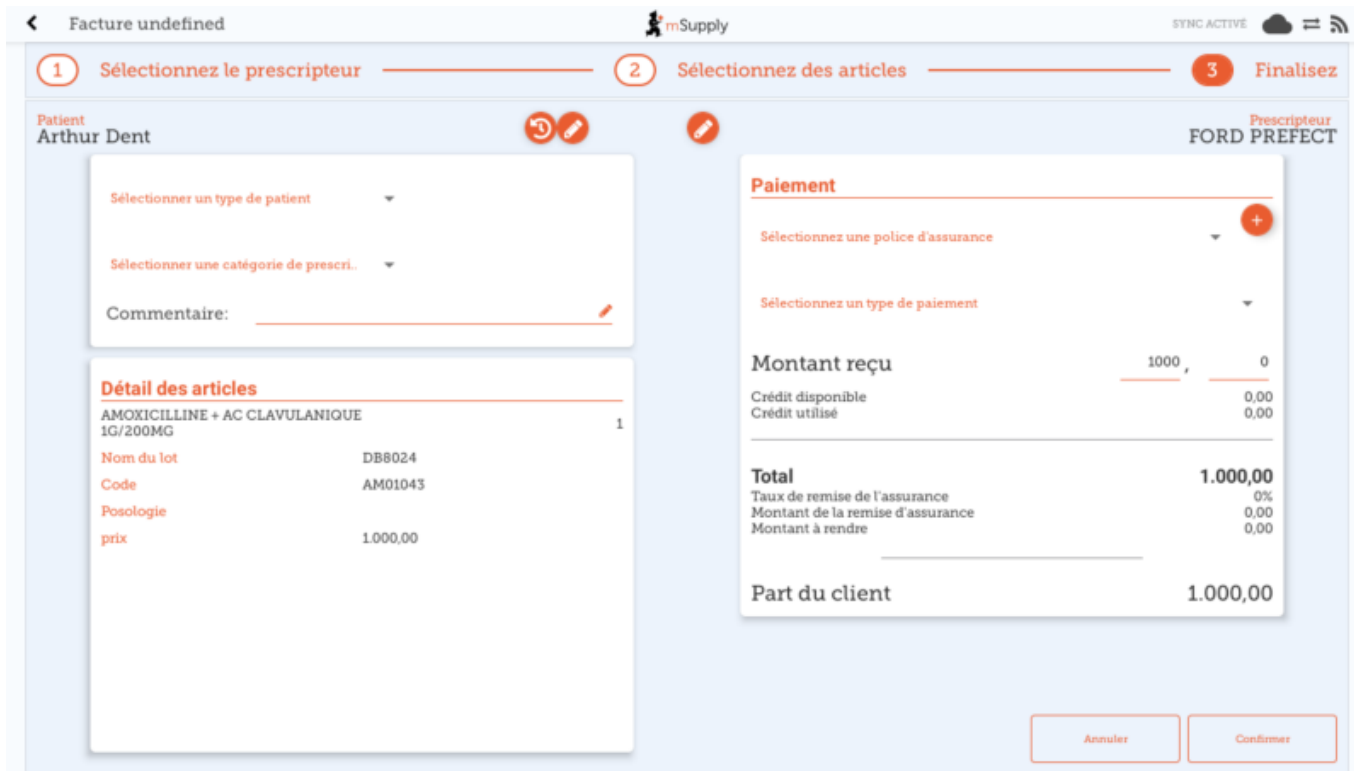 Facture undefined
mSupply
SYNC ACTIVÉ
1 Sélectionnez le prescripteur
2 Sélectionnez des articles
3 Finalisez
Patient
Arthur Dent
Prescripteur
FORD PREFECT
Sélectionner un type de patient
Sélectionner une catégorie de prescri..
Commentaire:
Détail des articles
AMOXICILLINE + AC CLAVULANIQUE 1
1G/200MG
Nom du lot DB8024
Code AM01043
Posologie
prix 1.000,00
Paiement
+
Sélectionnez une police d'assurance
Sélectionnez un type de paiement
Montant reçu 1000 , 0
Crédit disponible 0,00
Crédit utilisé 0,00
Total 1.000,00
Taux de remise de l'assurance 0%
Montant de la remise d'assurance 0,00
Montant à rendre 0,00
Part du client 1.000,00
Annuler
Confirmer